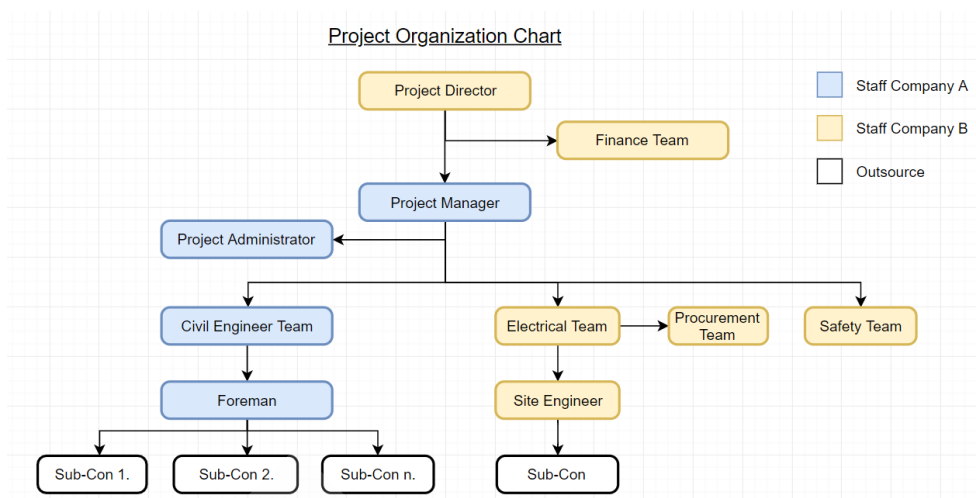 Project Organization Chart
Project Director
Staff Company A
Staff Company B
Finance Team
Outsource
Project Manager
Project Administrator
Civil Engineer Team
Electrical Team
Procurement
Team
Safety Team
Foreman
Site Engineer
Sub-Con 1.
Sub-Con 2.
Sub-Con n.
Sub-Con